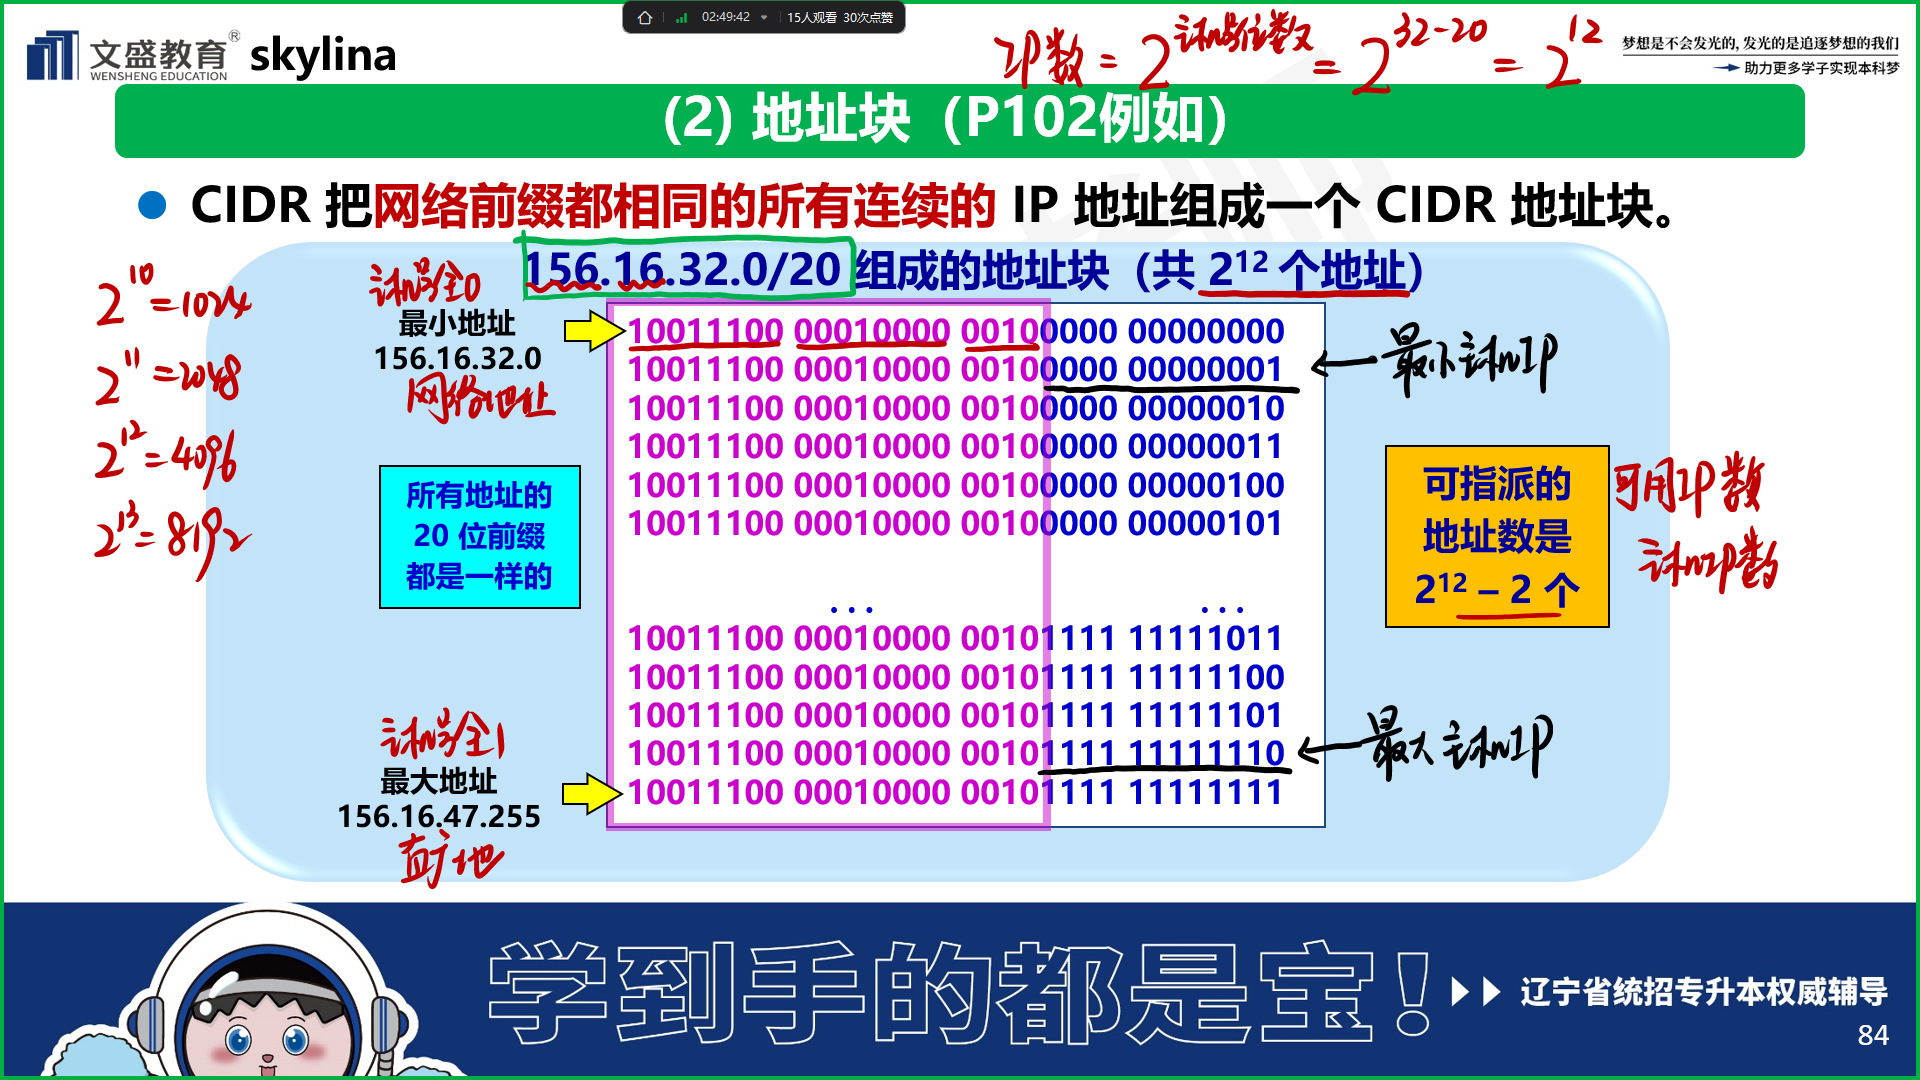 02:49:42 15人观看 30次点赞
文盛教育®
WENSHENG EDUCATION
skylina
IP数 = 2^主机号位数 = 2^32-20 = 2^12
梦想是不会发光的, 发光的是追逐梦想的我们
助力更多学子实现本科梦
(2) 地址块（P102例如）
CIDR 把网络前缀都相同的所有连续的 IP 地址组成一个 CIDR 地址块。
156.16.32.0/20 组成的地址块（共 2¹² 个地址）
2^10=1024
2^11=2048
2^12=4096
2^13=8192
主机号全0
最小地址
156.16.32.0
网络地址
所有地址的
20 位前缀
都是一样的
主机号全1
最大地址
156.16.47.255
10011100 00010000 00100000 00000000
10011100 00010000 00100000 00000001
10011100 00010000 00100000 00000010
10011100 00010000 00100000 00000011
10011100 00010000 00100000 00000100
10011100 00010000 00100000 00000101
... ...
10011100 00010000 00101111 11111011
10011100 00010000 00101111 11111100
10011100 00010000 00101111 11111101
10011100 00010000 00101111 11111110
10011100 00010000 00101111 11111111
最小主机IP
可指派的
地址数是
2¹² – 2 个
可用IP数
主机IP数
最大主机IP
学到手的都是宝！
辽宁省统招专升本权威辅导
84